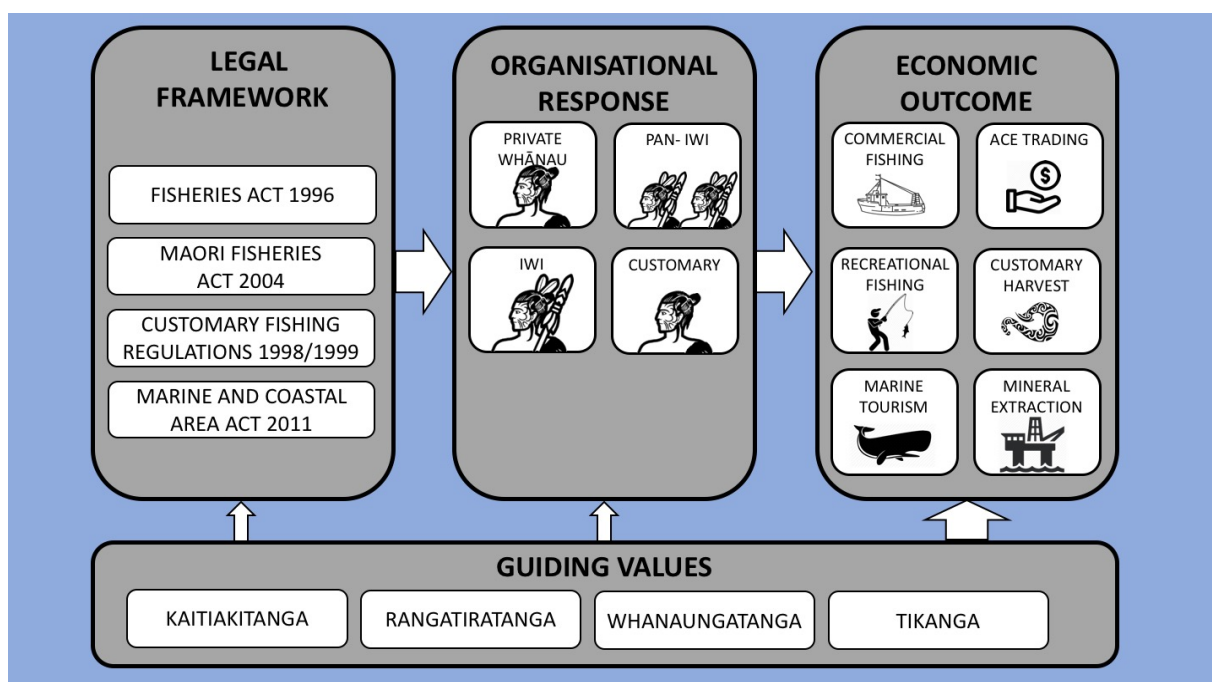 LEGAL
FRAMEWORK
FISHERIES ACT 1996
MAORI FISHERIES
ACT 2004
CUSTOMARY FISHING
REGULATIONS 1998/1999
MARINE AND COASTAL
AREA ACT 2011
ORGANISATIONAL
RESPONSE
PRIVATE
WHĀNAU
PAN- IWI
IWI
CUSTOMARY
ECONOMIC
OUTCOME
COMMERCIAL
FISHING
ACE TRADING
$
RECREATIONAL
FISHING
CUSTOMARY
HARVEST
MARINE
TOURISM
MINERAL
EXTRACTION
GUIDING VALUES
KAITIAKITANGA
RANGATIRATANGA
WHANAUNGATANGA
TIKANGA